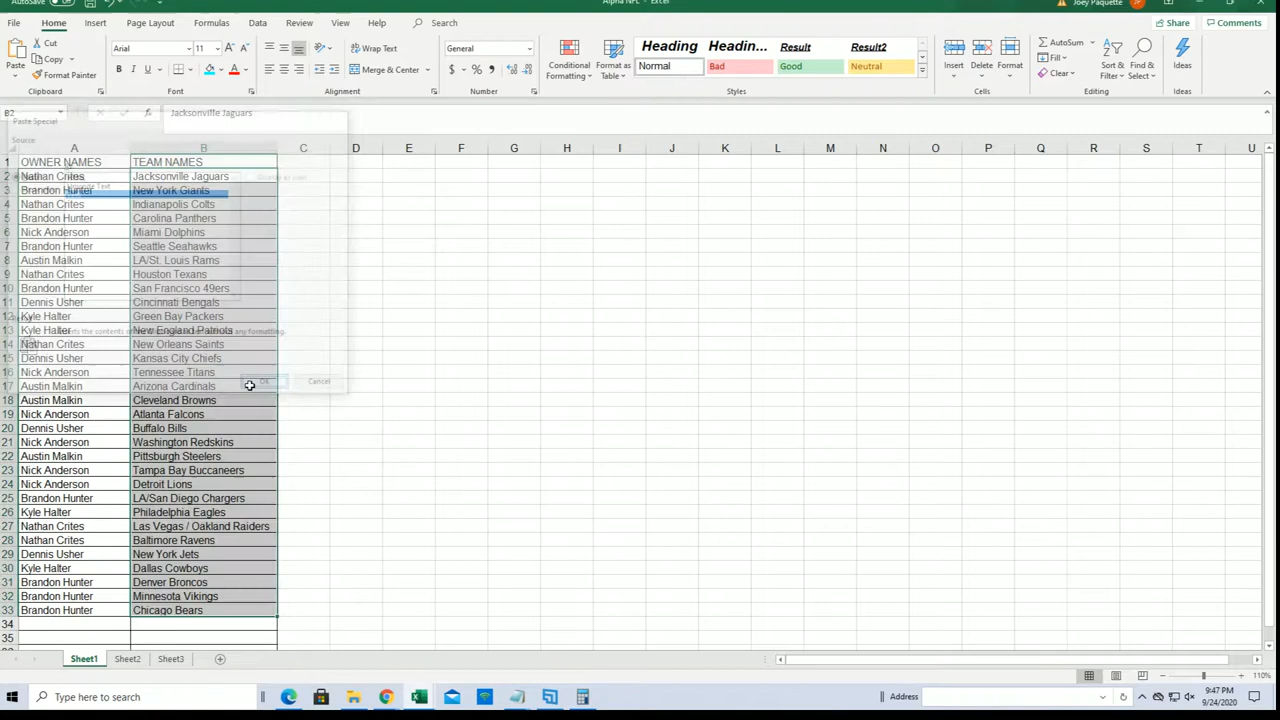 AutoSave Off Alpha NFL - Excel Joey Paquette JP
File Home Insert Page Layout Formulas Data Review View Help Search Share Comments
Paste Cut Copy Format Painter Clipboard
Arial 11 Font
Wrap Text Merge & Center Alignment
General Number
Conditional Formatting Format as Table
Heading Headin... Result Result2
Normal Bad Good Neutral
Styles
Insert Delete Format Cells
AutoSum Fill Clear Sort & Filter Find & Select Editing
Ideas Ideas
B2 Jacksonville Jaguars
Paste Special
Source:
A B C D E F G H I J K L M N O P Q R S T U
1 OWNER NAMES TEAM NAMES
2 Nathan Crites Jacksonville Jaguars
3 Brandon Hunter New York Giants
4 Nathan Crites Indianapolis Colts
5 Brandon Hunter Carolina Panthers
6 Nick Anderson Miami Dolphins
7 Brandon Hunter Seattle Seahawks
8 Austin Malkin LA/St. Louis Rams
9 Nathan Crites Houston Texans
10 Brandon Hunter San Francisco 49ers
11 Dennis Usher Cincinnati Bengals
12 Kyle Halter Green Bay Packers
13 Kyle Halter New England Patriots
14 Nathan Crites New Orleans Saints
15 Dennis Usher Kansas City Chiefs
16 Nick Anderson Tennessee Titans
17 Austin Malkin Arizona Cardinals
18 Austin Malkin Cleveland Browns
19 Nick Anderson Atlanta Falcons
20 Dennis Usher Buffalo Bills
21 Nick Anderson Washington Redskins
22 Austin Malkin Pittsburgh Steelers
23 Nick Anderson Tampa Bay Buccaneers
24 Nick Anderson Detroit Lions
25 Brandon Hunter LA/San Diego Chargers
26 Kyle Halter Philadelphia Eagles
27 Nathan Crites Las Vegas / Oakland Raiders
28 Nathan Crites Baltimore Ravens
29 Dennis Usher New York Jets
30 Kyle Halter Dallas Cowboys
31 Brandon Hunter Denver Broncos
32 Brandon Hunter Minnesota Vikings
33 Brandon Hunter Chicago Bears
34
35
OK Cancel
Sheet1 Sheet2 Sheet3
110%
Type here to search Address 9:47 PM
9/24/2020